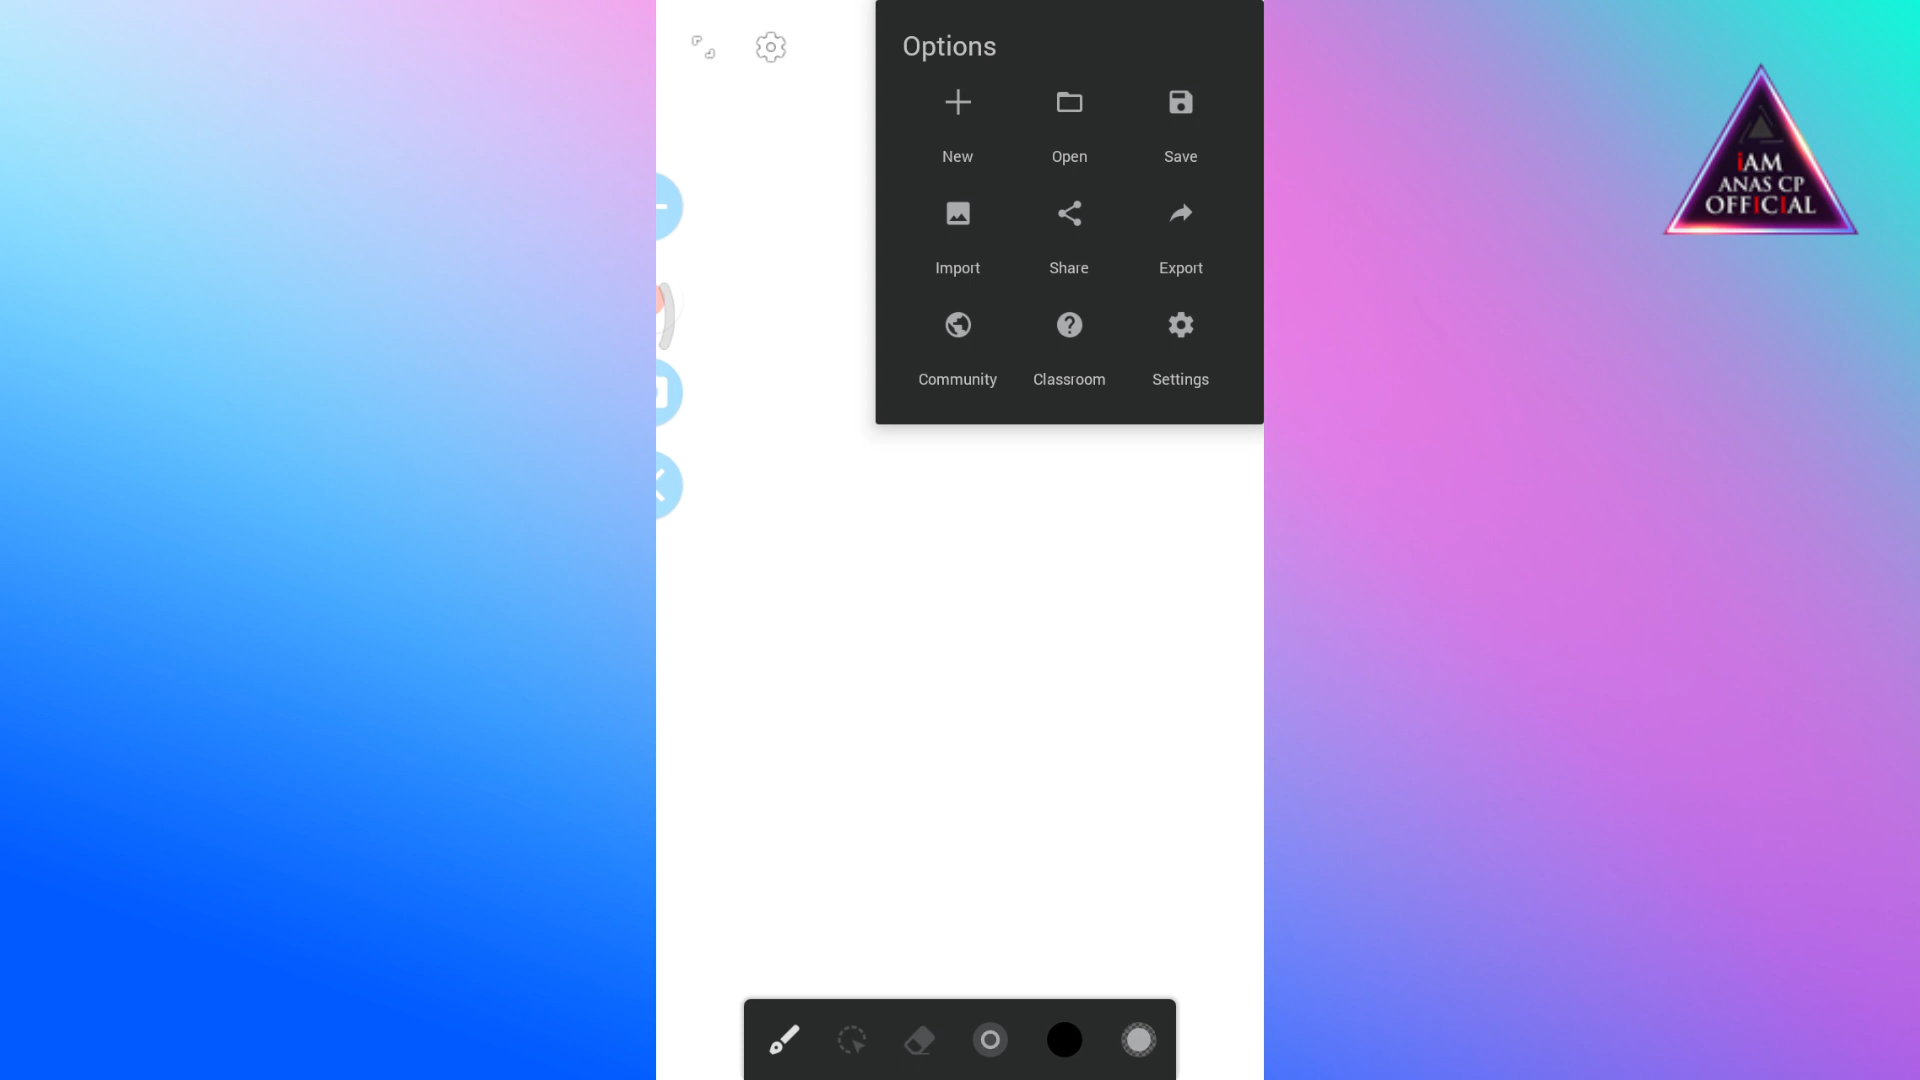 Options
New Open Save
Import Share Export
Community Classroom Settings
iAM
ANAS CP
OFFICIAL